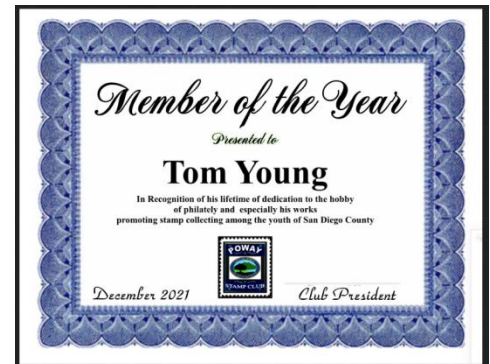 Member of the Year
Presented to
Tom Young
In Recognition of his lifetime of dedication to the hobby
of philately and especially his works
promoting stamp collecting among the youth of San Diego County
POWAY
STAMP CLUB
December 2021
Club President